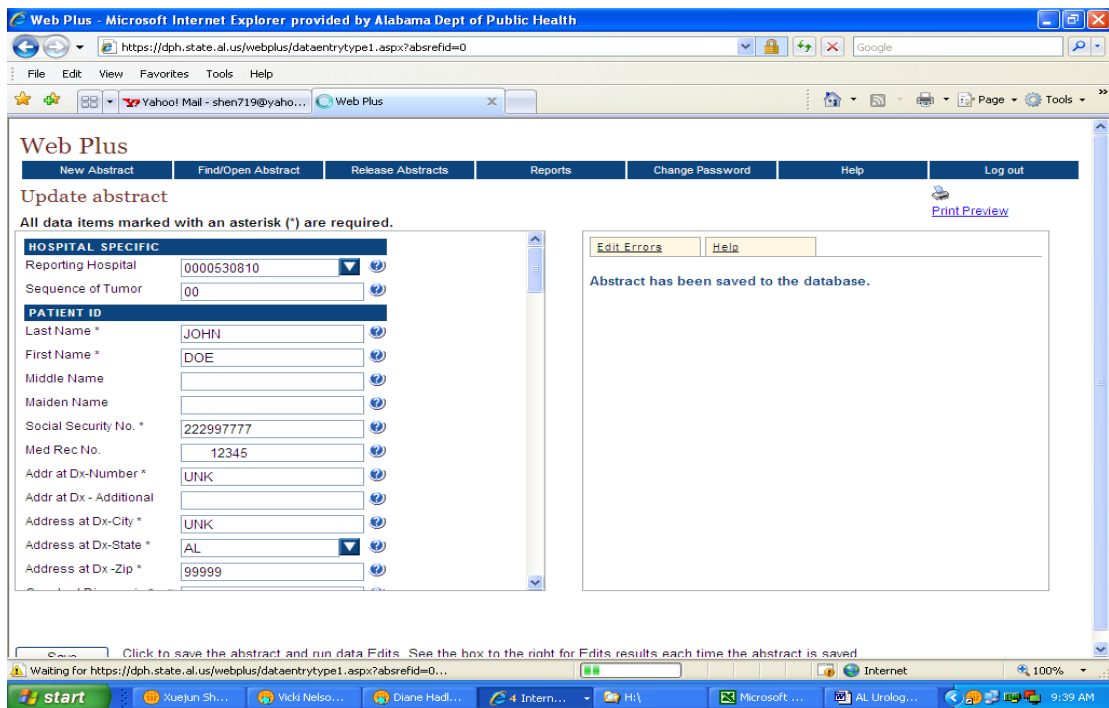 Web Plus - Microsoft Internet Explorer provided by Alabama Dept of Public Health
https://dph.state.al.us/webplus/dataentrytype1.aspx?absrefid=0
Google
File Edit View Favorites Tools Help
Yahoo! Mail - shen719@yaho... Web Plus Page Tools
Web Plus
New Abstract Find/Open Abstract Release Abstracts Reports Change Password Help Log out
Update abstract
Print Preview
All data items marked with an asterisk (*) are required.
HOSPITAL SPECIFIC
Reporting Hospital 0000530810
Sequence of Tumor 00
PATIENT ID
Last Name * JOHN
First Name * DOE
Middle Name
Maiden Name
Social Security No. * 222997777
Med Rec No. 12345
Addr at Dx-Number * UNK
Addr at Dx - Additional
Address at Dx-City * UNK
Address at Dx-State * AL
Address at Dx -Zip * 99999
Edit Errors Help
Abstract has been saved to the database.
Save Click to save the abstract and run data Edits. See the box to the right for Edits results each time the abstract is saved
Waiting for https://dph.state.al.us/webplus/dataentrytype1.aspx?absrefid=0... Internet 100%
start Xuejun Sh... Vicki Nelso... Diane Hadl... 4 Intern... H:\ Microsoft ... AL Urolog... 9:39 AM